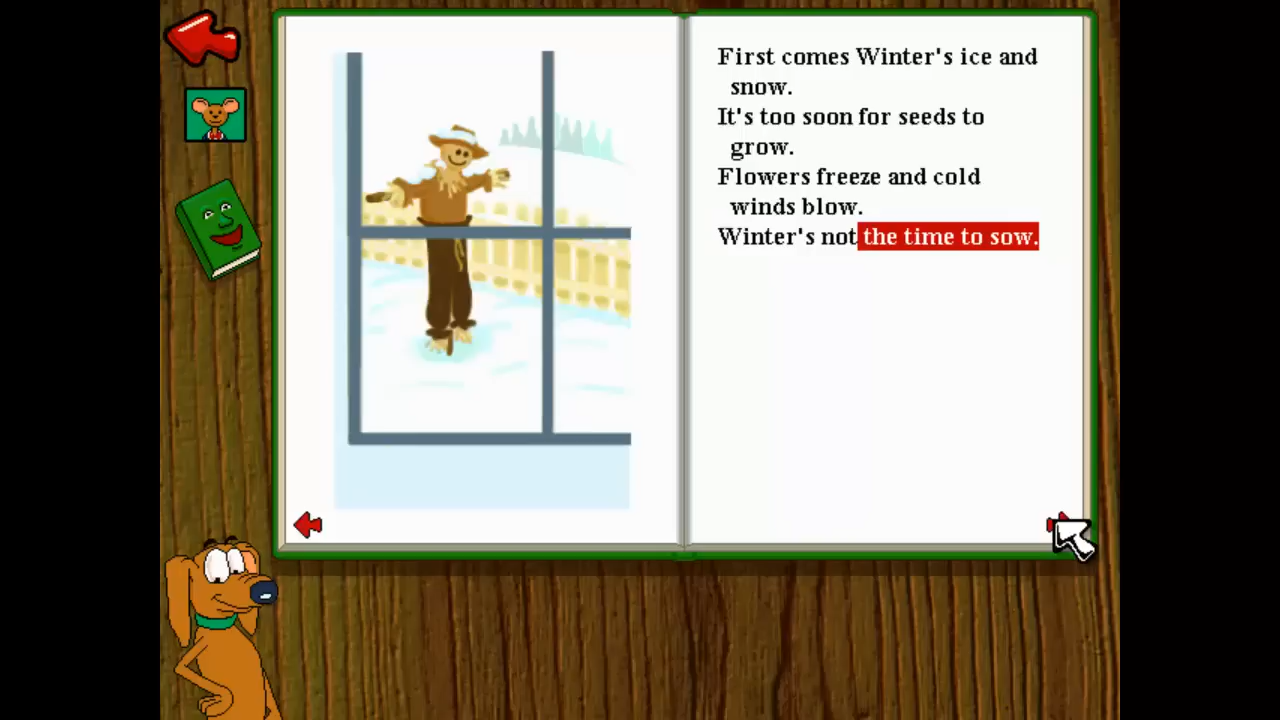 First comes Winter's ice and
snow.
It's too soon for seeds to
grow.
Flowers freeze and cold
winds blow.
Winter's not the time to sow.